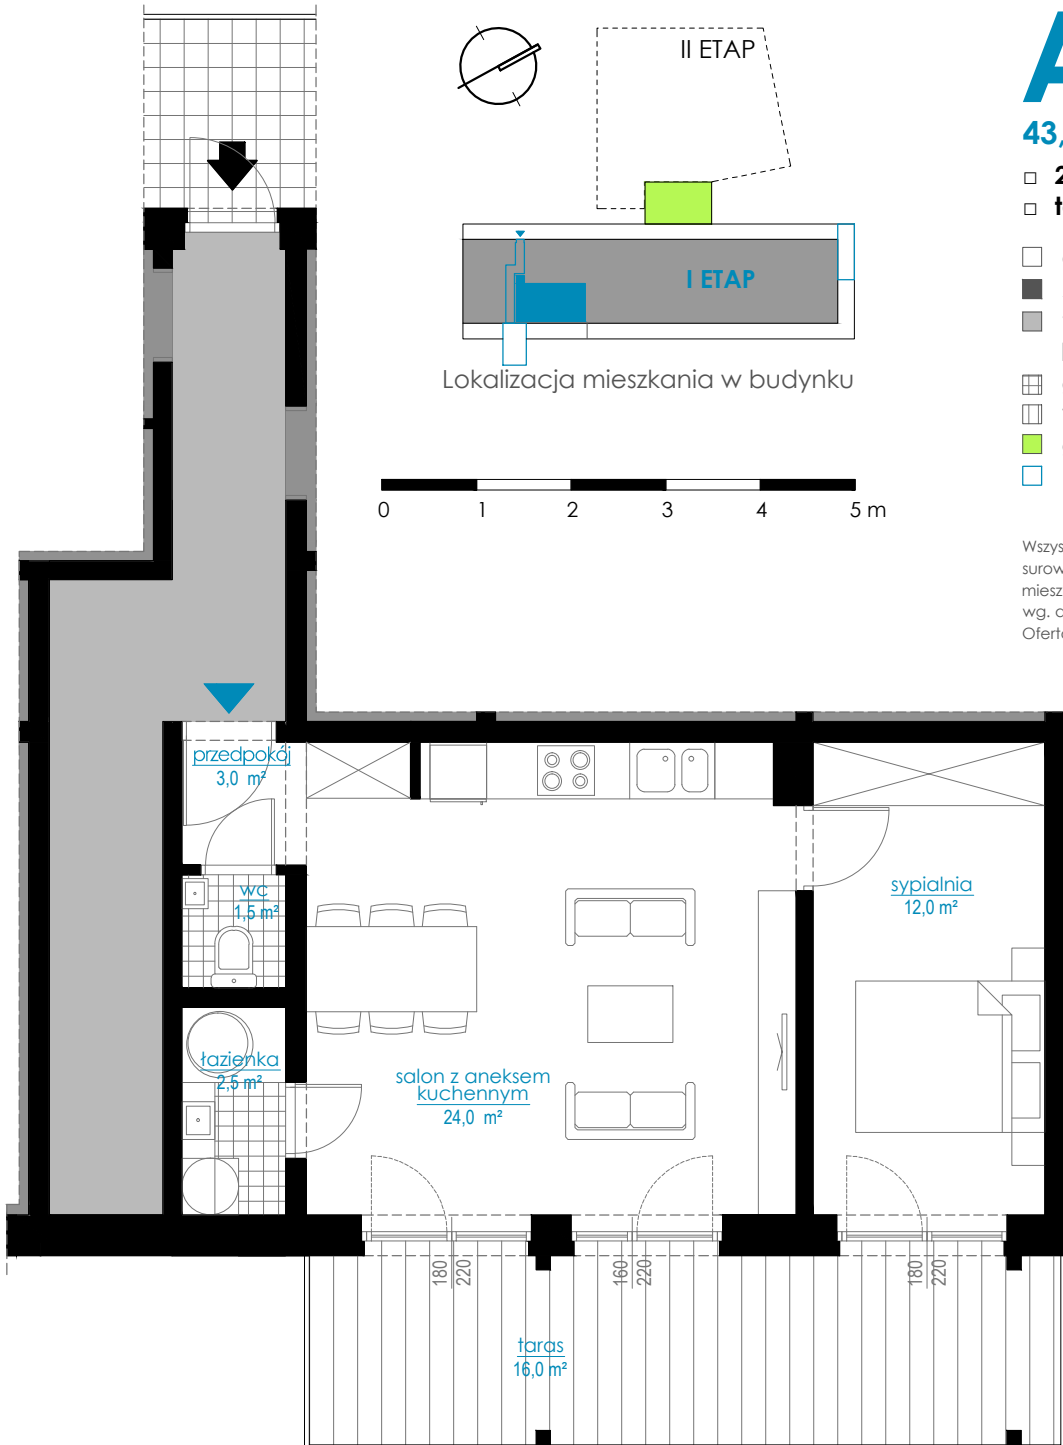 II ETAP
I ETAP
Lokalizacja mieszkania w budynku
0 1 2 3 4 5 m
A
43,
2
t
Wszys
surow
miesz
wg. 
Ofert
przedpokój
3,0 m²
wc
1,5 m²
łazienka
2,5 m²
salon z aneksem
kuchennym
24,0 m²
sypialnia
12,0 m²
180
220
160
220
180
220
taras
16,0 m²